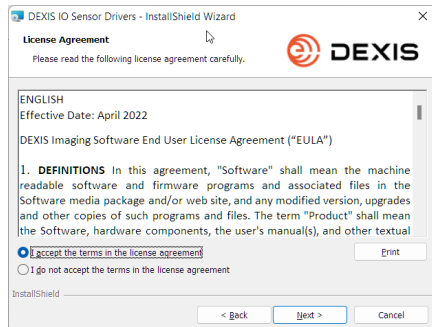 DEXIS IO Sensor Drivers - InstallShield Wizard
License Agreement
Please read the following license agreement carefully.
DEXIS
ENGLISH
Effective Date: April 2022
DEXIS Imaging Software End User License Agreement (“EULA”)
1. DEFINITIONS In this agreement, "Software" shall mean the machine
readable software and firmware programs and associated files in the
Software media package and/or web site, and any modified version, upgrades
and other copies of such programs and files. The term "Product" shall mean
the Software, hardware components, the user's manual(s), and other textual
I accept the terms in the license agreement
Print
I do not accept the terms in the license agreement
InstallShield
< Back
Next >
Cancel